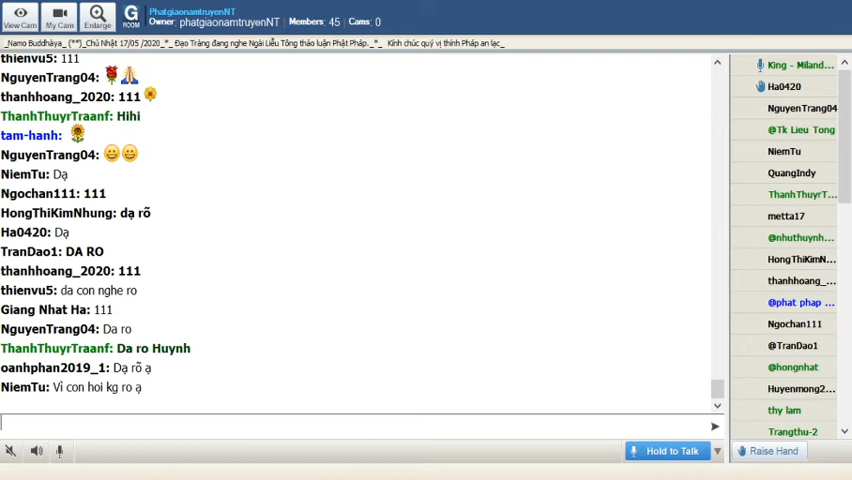 View Cam
My Cam
Enlarge
G
ROOM
PhatgiaonamtruyenNT
Owner: phatgiaonamtruyenNT Members: 45 Cams: 0
_Namo Buddhàya_ (**)_Chủ Nhật 17/05 /2020_*_ Đạo Tràng đang nghe Ngài Liễu Tông thảo luận Phật Pháp._*_ Kính chúc quý vị thính Pháp an lạc_
thienvu5: 111
NguyenTrang04:
thanhhoang_2020: 111
ThanhThuyrTraanf: Hihi
tam-hanh:
NguyenTrang04:
NiemTu: Dạ
Ngochan111: 111
HongThiKimNhung: dạ rõ
Ha0420: Dạ
TranDao1: DA RO
thanhhoang_2020: 111
thienvu5: da con nghe ro
Giang Nhat Ha: 111
NguyenTrang04: Da ro
ThanhThuyrTraanf: Da ro Huynh
oanhphan2019_1: Dạ rõ ạ
NiemTu: Vì con hoi kg ro ạ
King - Miland...
Ha0420
NguyenTrang04
@Tk Lieu Tong
NiemTu
QuangIndy
ThanhThuyrT...
metta17
@nhuthuynh...
HongThiKimN...
thanhhoang_...
@phat phap ...
Ngochan111
@TranDao1
@hongnhat
Huyenmong2...
thy lam
Trangthu-2
Hold to Talk
Raise Hand